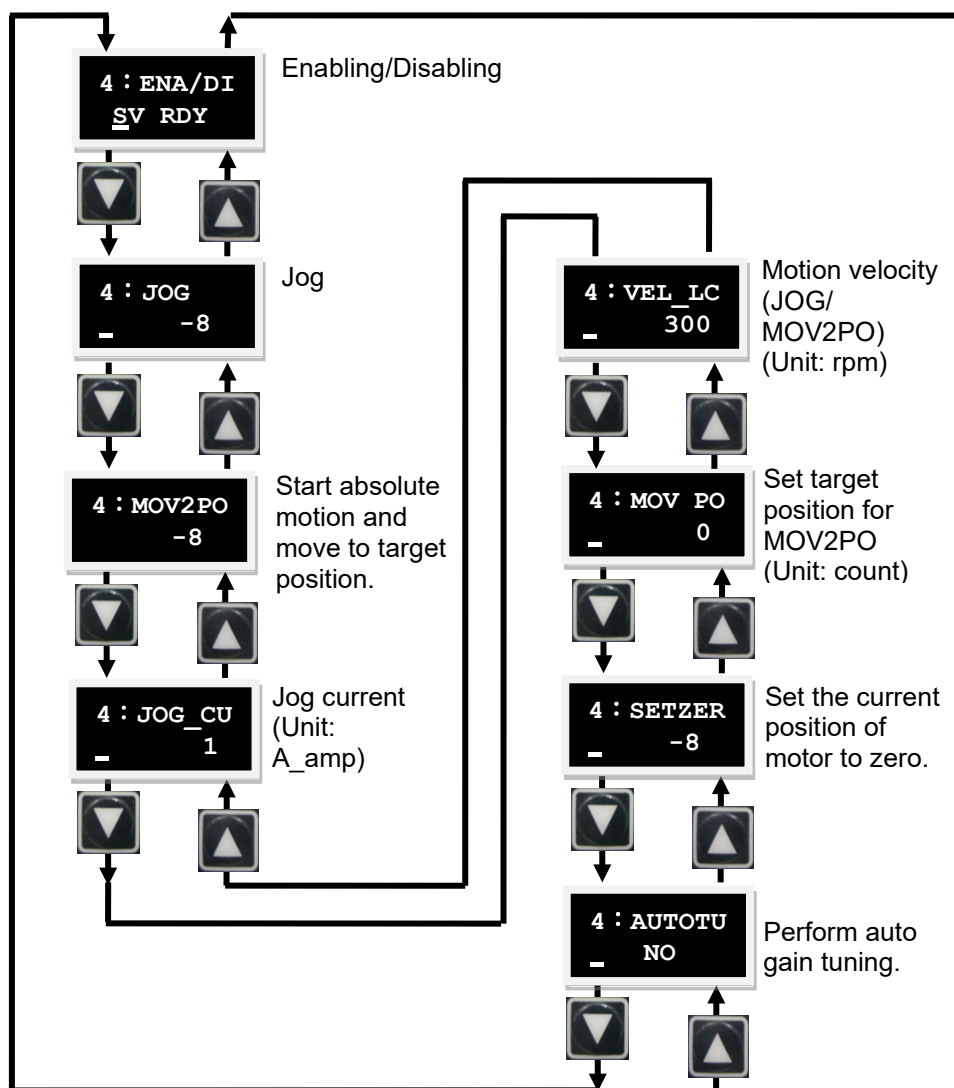 4:ENA/DI
SV RDY
Enabling/Disabling
4:JOG
-8
Jog
4:MOV2PO
-8
Start absolute
motion and
move to target
position.
4:JOG_CU
1
Jog current
(Unit:
A_amp)
4:VEL_LC
300
Motion velocity
(JOG/
MOV2PO)
(Unit: rpm)
4:MOV PO
0
Set target
position for
MOV2PO
(Unit: count)
4:SETZER
-8
Set the current
position of
motor to zero.
4:AUTOTU
NO
Perform auto
gain tuning.